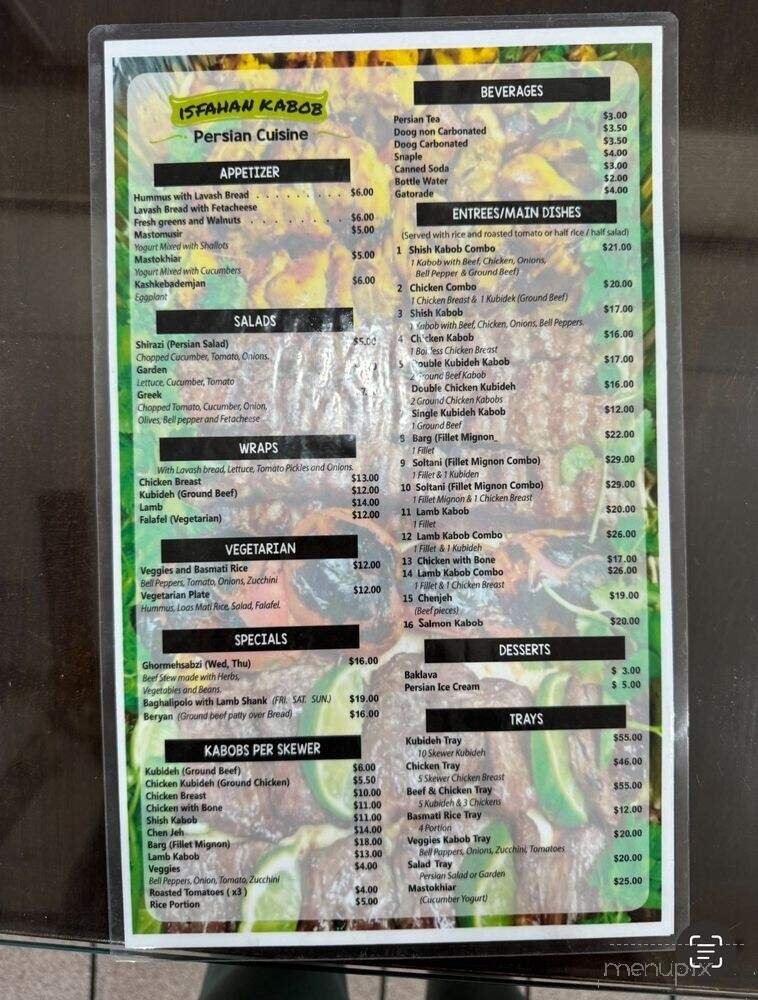 ISFAHAN KABOB
Persian Cuisine
APPETIZER
Hummus with Lavash Bread . . . . . . . . . . $6.00
Lavash Bread with Fetacheese
Fresh greens and Walnuts . . . . . . . . . . . $6.00
Mastomusir $5.00
Yogurt Mixed with Shallots
Mastokhiar $5.00
Yogurt Mixed with Cucumbers
Kashkebademjan $6.00
Eggplant
SALADS
Shirazi (Persian Salad) $5.00
Chopped Cucumber, Tomato, Onions.
Garden
Lettuce, Cucumber, Tomato
Greek
Chopped Tomato, Cucumber, Onion,
Olives, Bell pepper and Fetacheese
WRAPS
With Lavash bread, Lettuce, Tomato Pickles and Onions.
Chicken Breast $13.00
Kubideh (Ground Beef) $12.00
Lamb $14.00
Falafel (Vegetarian) $12.00
VEGETARIAN
Veggies and Basmati Rice $12.00
Bell Peppers, Tomato, Onions, Zucchini
Vegetarian Plate $12.00
Hummus, Loas Mati Rice, Salad, Falafel.
SPECIALS
Ghormehsabzi (Wed, Thu) $16.00
Beef Stew made with Herbs,
Vegetables and Beans.
Baghalipolo with Lamb Shank (FRI. SAT. SUN.) $19.00
Beryan (Ground beef patty over Bread) $16.00
KABOBS PER SKEWER
Kubideh (Ground Beef) $6.00
Chicken Kubideh (Ground Chicken) $5.50
Chicken Breast $10.00
Chicken with Bone $11.00
Shish Kabob $11.00
Chen Jeh $14.00
Barg (Fillet Mignon) $18.00
Lamb Kabob $13.00
Veggies $4.00
Bell Peppers, Onion, Tomato, Zucchini
Roasted Tomatoes ( x3 ) $4.00
Rice Portion $5.00
BEVERAGES
Persian Tea $3.00
Doog non Carbonated $3.50
Doog Carbonated $3.50
Snaple $4.00
Canned Soda $3.00
Bottle Water $2.00
Gatorade $4.00
ENTREES/MAIN DISHES
(Served with rice and roasted tomato or half rice / half salad)
1 Shish Kabob Combo $21.00
1 Kabob with Beef, Chicken, Onions,
Bell Pepper & Ground Beef)
2 Chicken Combo $20.00
1 Chicken Breast & 1 Kubidek (Ground Beef)
3 Shish Kabob $17.00
1 Kabob with Beef, Chicken, Onions, Bell Peppers.
4 Chicken Kabob $16.00
1 Boneless Chicken Breast
5 Double Kubideh Kabob $17.00
2 Ground Beef Kabob
Double Chicken Kubideh $16.00
2 Ground Chicken Kabobs
7 Single Kubideh Kabob $12.00
1 Ground Beef
8 Barg (Fillet Mignon_ $22.00
1 Fillet
9 Soltani (Fillet Mignon Combo) $29.00
1 Fillet & 1 Kubiden
10 Soltani (Fillet Mignon Combo) $29.00
1 Fillet Mignon & 1 Chicken Breast
11 Lamb Kabob $20.00
1 Fillet
12 Lamb Kabob Combo $26.00
1 Fillet & 1 Kubideh
13 Chicken with Bone $17.00
14 Lamb Kabob Combo $26.00
1 Fillet & 1 Chicken Breast
15 Chenjeh $19.00
(Beef pieces)
16 Salmon Kabob $20.00
DESSERTS
Baklava $ 3.00
Persian Ice Cream $ 5.00
TRAYS
Kubideh Tray $55.00
10 Skewer Kubideh
Chicken Tray $46.00
5 Skewer Chicken Breast
Beef & Chicken Tray $55.00
5 Kubideh & 3 Chickens
Basmati Rice Tray $12.00
4 Portion
Veggies Kabob Tray $20.00
Bell Pappers, Onions, Zucchini, Tomatoes
Salad Tray $20.00
Persian Salad or Garden
Mastokhiar $25.00
(Cucumber Yogurt)
menupix